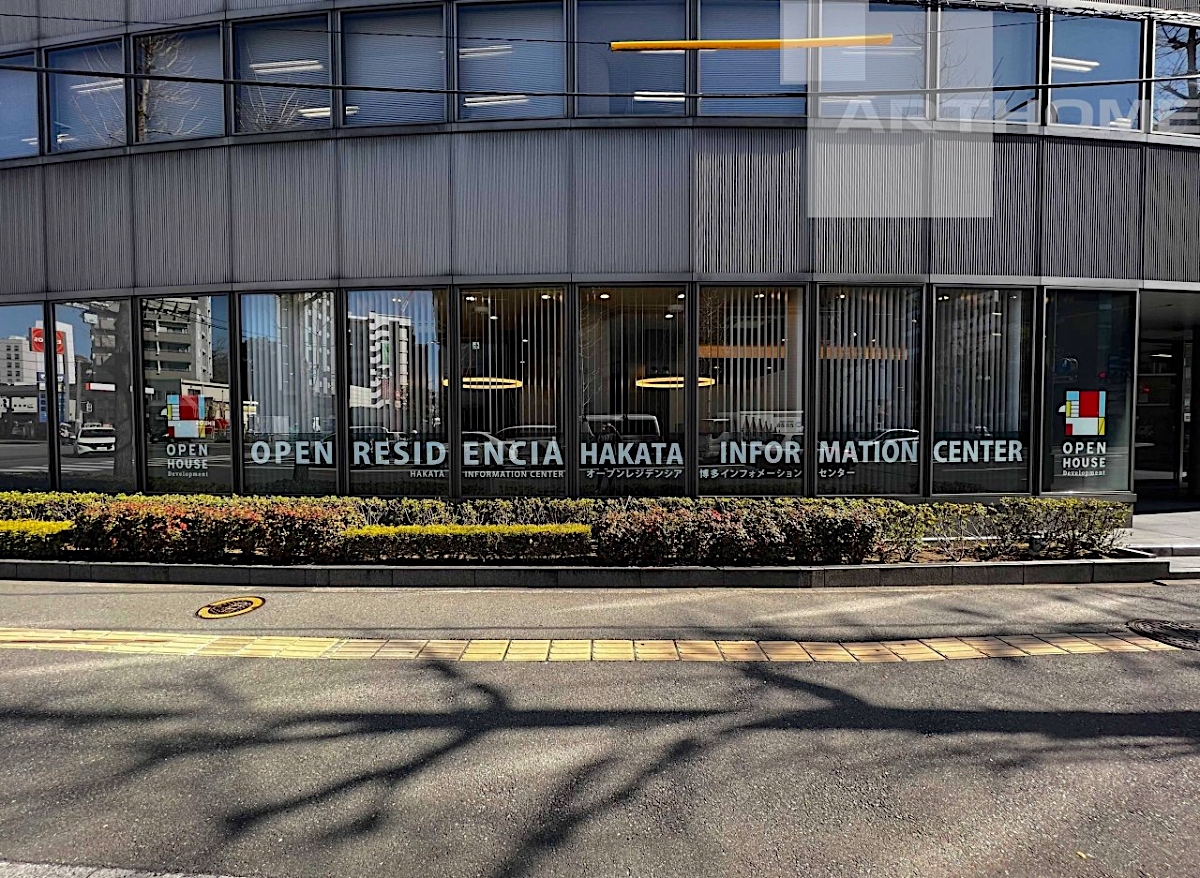 ARTHOME
OPEN RESIDENCIA HAKATA INFORMATION CENTER
HAKATA INFORMATION CENTER オープンレジデンシア 博多インフォメーションセンター
OPEN
HOUSE
Development
OPEN
HOUSE
Development